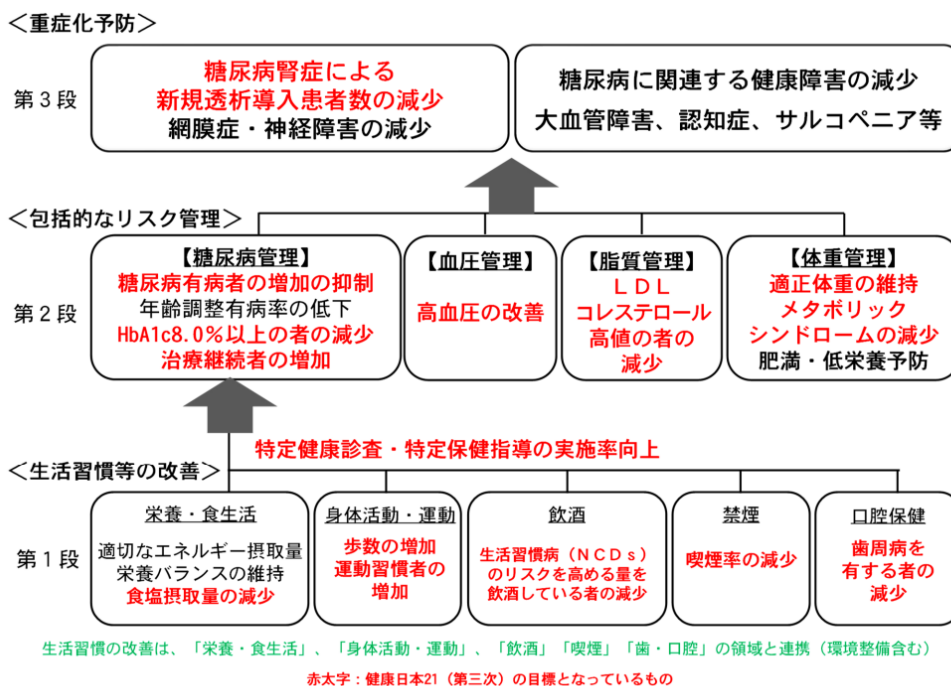 ＜重症化予防＞
第３段
糖尿病腎症による
新規透析導入患者数の減少
網膜症・神経障害の減少
糖尿病に関連する健康障害の減少
大血管障害、認知症、サルコペニア等
＜包括的なリスク管理＞
第２段
【糖尿病管理】
糖尿病有病者の増加の抑制
年齢調整有病率の低下
HbA1c8.0％以上の者の減少
治療継続者の増加
【血圧管理】
高血圧の改善
【脂質管理】
ＬＤＬ
コレステロール
高値の者の
減少
【体重管理】
適正体重の維持
メタボリック
シンドロームの減少
肥満・低栄養予防
特定健康診査・特定保健指導の実施率向上
＜生活習慣等の改善＞
第１段
栄養・食生活
適切なエネルギー摂取量
栄養バランスの維持
食塩摂取量の減少
身体活動・運動
歩数の増加
運動習慣者の
増加
飲酒
生活習慣病（ＮＣＤｓ）
のリスクを高める量を
飲酒している者の減少
禁煙
喫煙率の減少
口腔保健
歯周病を
有する者の
減少
生活習慣の改善は、「栄養・食生活」、「身体活動・運動」、「飲酒」「喫煙」「歯・口腔」の領域と連携（環境整備含む）
赤太字：健康日本21（第三次）の目標となっているもの